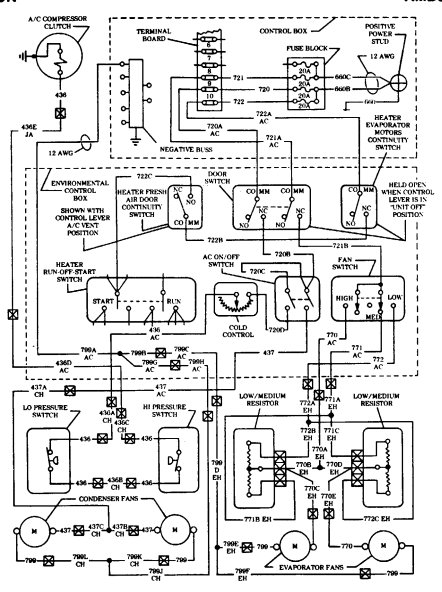 A/C COMPRESSOR
CLUTCH
TERMINAL
BOARD
CONTROL BOX
POSITIVE
POWER
STUD
FUSE BLOCK
12 AWG
6
7
8
9
10
721
720
722
20A
20A
20A
20A
660C
660B
660
436
436E
JA
12 AWG
NEGATIVE BUSS
722A
AC
720A
AC
721A
AC
HEATER
EVAPORATOR
MOTORS
CONTINUITY
SWITCH
ENVIRONMENTAL
CONTROL
BOX
722C
HEATER FRESH
AIR DOOR
CONTINUITY
SWITCH
DOOR
SWITCH
NC
NO
COMM
COMM
COMM
NC
NO
NC
NO
NC
NO
COMM
HELD OPEN
WHEN CONTROL
LEVER IS IN
'UNIT OFF' POSITION
SHOWN WITH
CONTROL LEVER
A/C VENT
POSITION
722B
721B
720B
HEATER
RUN-OFF-START
SWITCH
AC ON/OFF
SWITCH
720C
FAN
SWITCH
START
RUN
HIGH
LOW
MED
COLD
CONTROL
720D
436
AC
437
770
AC
771
AC
772
AC
799A
AC
799B
799C
AC
799G
AC
799H
AC
436D
AC
437A
CH
437
AC
436A
CH
436C
CH
LO PRESSURE
SWITCH
HI PRESSURE
SWITCH
436
436
436
436
436B
CH
LOW/MEDIUM
RESISTOR
LOW/MEDIUM
RESISTOR
772A
EH
771A
EH
772B
EH
771C
EH
770A
EH
770B
EH
770D
EH
770C
EH
770E
EH
771B EH
772C EH
799
D
EH
CONDENSER FANS
M
M
437
437C
CH
437B
CH
437
799
799L
CH
799K
CH
799
799J
CH
799E
EH
799
M
770
M
EVAPORATOR FANS
799F
EH
799